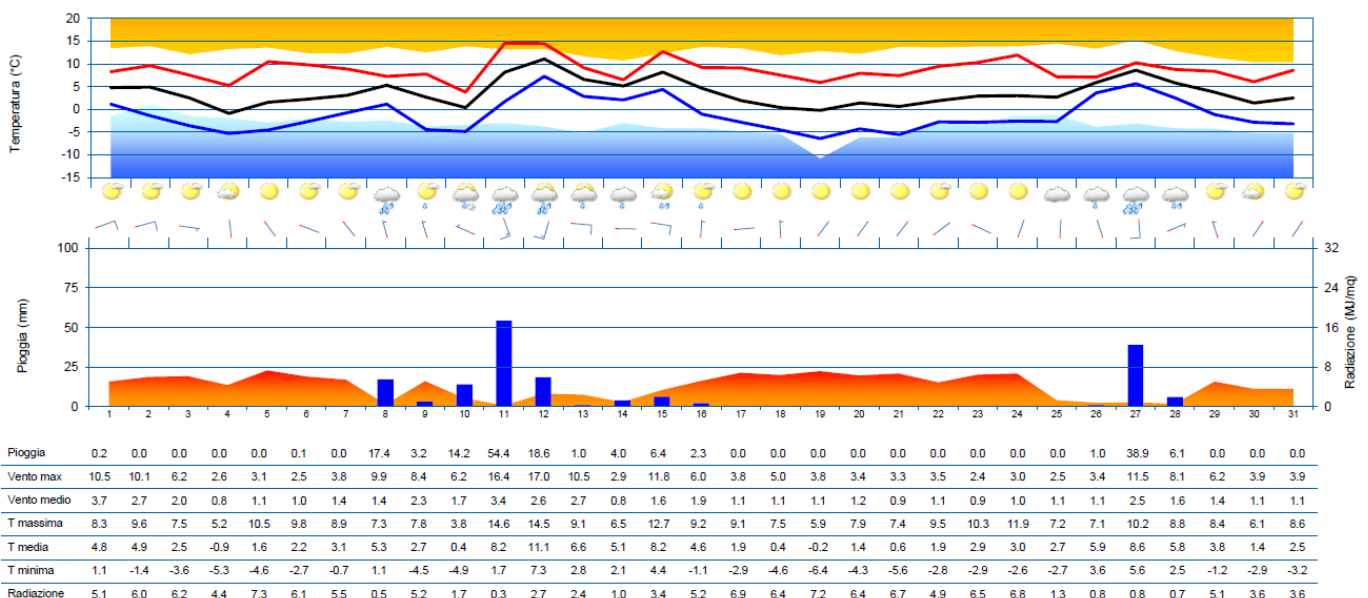 20
15
10
5
0
-5
-10
-15
Temperatura (°C)
100
75
50
25
0
Pioggia (mm)
32
24
16
8
0
Radiazione (MJ/mq)
1 2 3 4 5 6 7 8 9 10 11 12 13 14 15 16 17 18 19 20 21 22 23 24 25 26 27 28 29 30 31
Pioggia 0.2 0.0 0.0 0.0 0.0 0.1 0.0 17.4 3.2 14.2 54.4 18.6 1.0 4.0 6.4 2.3 0.0 0.0 0.0 0.0 0.0 0.0 0.0 0.0 0.0 1.0 38.9 6.1 0.0 0.0 0.0
Vento max 10.5 10.1 6.2 2.6 3.1 2.5 3.8 9.9 8.4 6.2 16.4 17.0 10.5 2.9 11.8 6.0 3.8 5.0 3.8 3.4 3.3 3.5 2.4 3.0 2.5 3.4 11.5 8.1 6.2 3.9 3.9
Vento medio 3.7 2.7 2.0 0.8 1.1 1.0 1.4 1.4 2.3 1.7 3.4 2.6 2.7 0.8 1.6 1.9 1.1 1.1 1.1 1.2 0.9 1.1 0.9 1.0 1.1 1.1 2.5 1.6 1.4 1.1 1.1
T massima 8.3 9.6 7.5 5.2 10.5 9.8 8.9 7.3 7.8 3.8 14.6 14.5 9.1 6.5 12.7 9.2 9.1 7.5 5.9 7.9 7.4 9.5 10.3 11.9 7.2 7.1 10.2 8.8 8.4 6.1 8.6
T media 4.8 4.9 2.5 -0.9 1.6 2.2 3.1 5.3 2.7 0.4 8.2 11.1 6.6 5.1 8.2 4.6 1.9 0.4 -0.2 1.4 0.6 1.9 2.9 3.0 2.7 5.9 8.6 5.8 3.8 1.4 2.5
T minima 1.1 -1.4 -3.6 -5.3 -4.6 -2.7 -0.7 1.1 -4.5 -4.9 1.7 7.3 2.8 2.1 4.4 -1.1 -2.9 -4.6 -6.4 -4.3 -5.6 -2.8 -2.9 -2.6 -2.7 3.6 5.6 2.5 -1.2 -2.9 -3.2
Radiazione 5.1 6.0 6.2 4.4 7.3 6.1 5.5 0.5 5.2 1.7 0.3 2.7 2.4 1.0 3.4 5.2 6.9 6.4 7.2 6.4 6.7 4.9 6.5 6.8 1.3 0.8 0.8 0.7 5.1 3.6 3.6